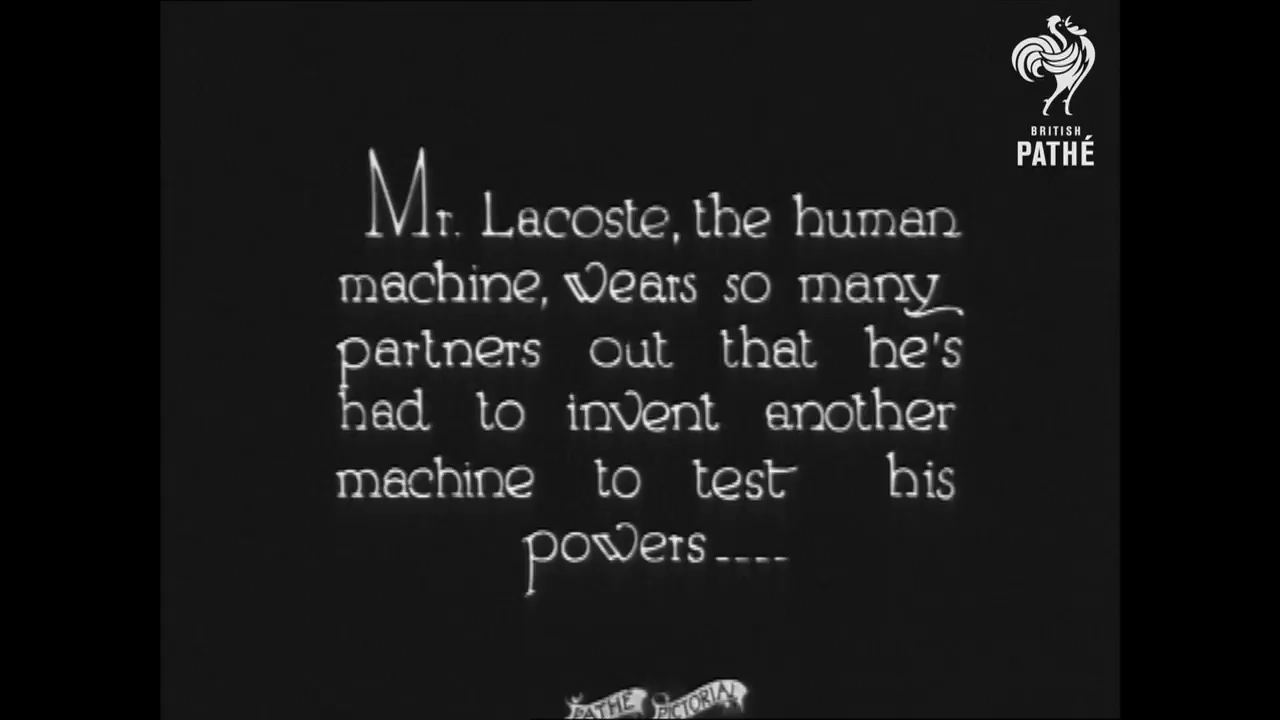 BRITISH
PATHÉ
Mr. Lacoste, the human
machine, wears so many
partners out that he's
had to invent another
machine to test his
powers----
PATHE PICTORIAL